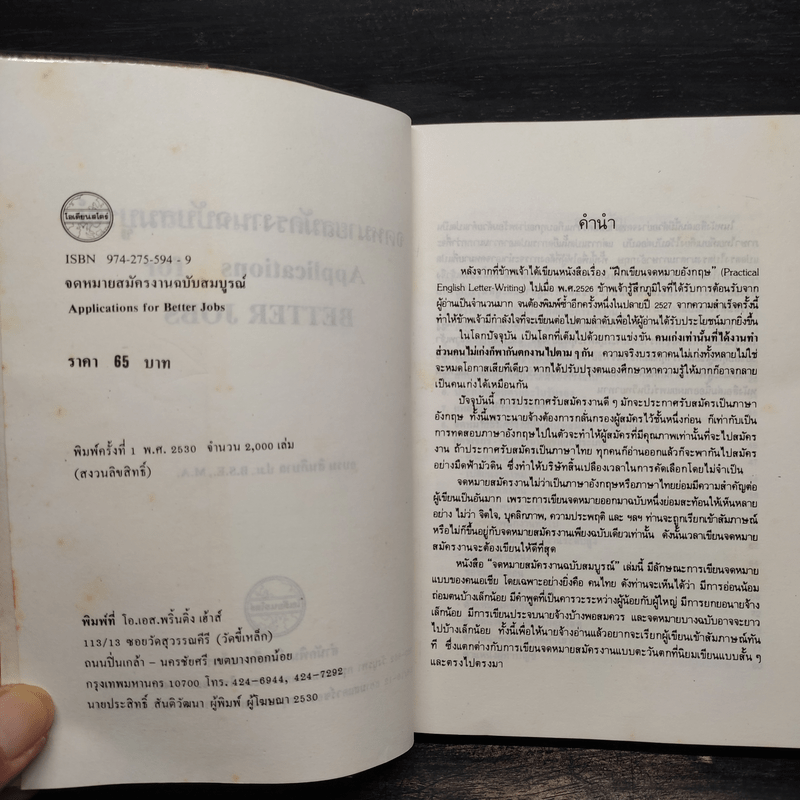 โอเดียนสโตร์
ISBN 974-275-594-9
จดหมายสมัครงานฉบับสมบูรณ์
Applications for Better Jobs
ราคา 65 บาท
พิมพ์ครั้งที่ 1 พ.ศ. 2530 จำนวน 2,000 เล่ม
(สงวนลิขสิทธิ์)
พิมพ์ที่ โอ.เอส.พริ้นติ้ง เฮ้าส์
113/13 ซอยวัดสุวรรณคีรี (วัดขี้เหล็ก)
ถนนปิ่นเกล้า - นครชัยศรี เขตบางกอกน้อย
กรุงเทพมหานคร 10700 โทร. 424-6944, 424-7292
นายประสิทธิ์ สันติวัฒนา ผู้พิมพ์ ผู้โฆษณา 2530
คำนำ
หลังจากที่ข้าพเจ้าได้เขียนหนังสือเรื่อง "ฝึกเขียนจดหมายอังกฤษ" (Practical
English Letter-Writing) ไปเมื่อ พ.ศ.2526 ข้าพเจ้ารู้สึกภูมิใจที่ได้รับการต้อนรับจาก
ผู้อ่านเป็นจำนวนมาก จนต้องพิมพ์ซ้ำอีกครั้งหนึ่งในปลายปี 2527 จากความสำเร็จครั้งนี้
ทำให้ข้าพเจ้ามีกำลังใจที่จะเขียนต่อไปตามลำดับเพื่อให้ผู้อ่านได้รับประโยชน์มากยิ่งขึ้น
ในโลกปัจจุบัน เป็นโลกที่เต็มไปด้วยการแข่งขัน คนเก่งเท่านั้นที่ได้งานทำ
ส่วนคนไม่เก่งก็พากันตกงานไปตาม ๆ กัน ความจริงบรรดาคนไม่เก่งทั้งหลายไม่ใช่
จะหมดโอกาสเสียทีเดียว หากได้ปรับปรุงตนเองศึกษาหาความรู้ให้มากก็อาจกลาย
เป็นคนเก่งได้เหมือนกัน
ปัจจุบันนี้ การประกาศรับสมัครงานดี ๆ มักจะประกาศรับสมัครเป็นภาษา
อังกฤษ ทั้งนี้เพราะนายจ้างต้องการกลั่นกรองผู้สมัครไว้ชั้นหนึ่งก่อน ก็เท่ากับเป็น
การทดสอบภาษาอังกฤษไปในตัวจะทำให้ผู้สมัครที่มีคุณภาพเท่านั้นที่จะไปสมัคร
งาน ถ้าประกาศรับสมัครเป็นภาษาไทย ทุกคนก็อ่านออกแล้วก็จะพากันไปสมัคร
อย่างมืดฟ้ามัวดิน ซึ่งทำให้บริษัทสิ้นเปลืองเวลาในการคัดเลือกโดยไม่จำเป็น
จดหมายสมัครงานไม่ว่าเป็นภาษาอังกฤษหรือภาษาไทยย่อมมีความสำคัญต่อ
ผู้เขียนเป็นอันมาก เพราะการเขียนจดหมายออกมาฉบับหนึ่งย่อมสะท้อนให้เห็นหลาย
อย่าง ไม่ว่า จิตใจ, บุคลิกภาพ, ความประพฤติ และ ฯลฯ ท่านจะถูกเรียกเข้าสัมภาษณ์
หรือไม่ก็ขึ้นอยู่กับจดหมายสมัครงานเพียงฉบับเดียวเท่านั้น ดังนั้นเวลาเขียนจดหมาย
สมัครงานจะต้องเขียนให้ดีที่สุด
หนังสือ "จดหมายสมัครงานฉบับสมบูรณ์" เล่มนี้ มีลักษณะการเขียนจดหมาย
แบบของคนเอเชีย โดยเฉพาะอย่างยิ่งคือ คนไทย ดังท่านจะเห็นได้ว่า มีการอ่อนน้อม
ถ่อมตนบ้างเล็กน้อย มีคำพูดที่เป็นคารวะระหว่างผู้น้อยกับผู้ใหญ่ มีการยกยอนายจ้าง
เล็กน้อย มีการเขียนประจบนายจ้างบ้างพอสมควร และจดหมายบางฉบับอาจจะยาว
ไปบ้างเล็กน้อย ทั้งนี้เพื่อให้นายจ้างอ่านแล้วอยากจะเรียกผู้เขียนเข้าสัมภาษณ์ทัน
ที ซึ่งแตกต่างกับการเขียนจดหมายสมัครงานแบบตะวันตกที่นิยมเขียนแบบสั้น ๆ
และตรงไปตรงมา